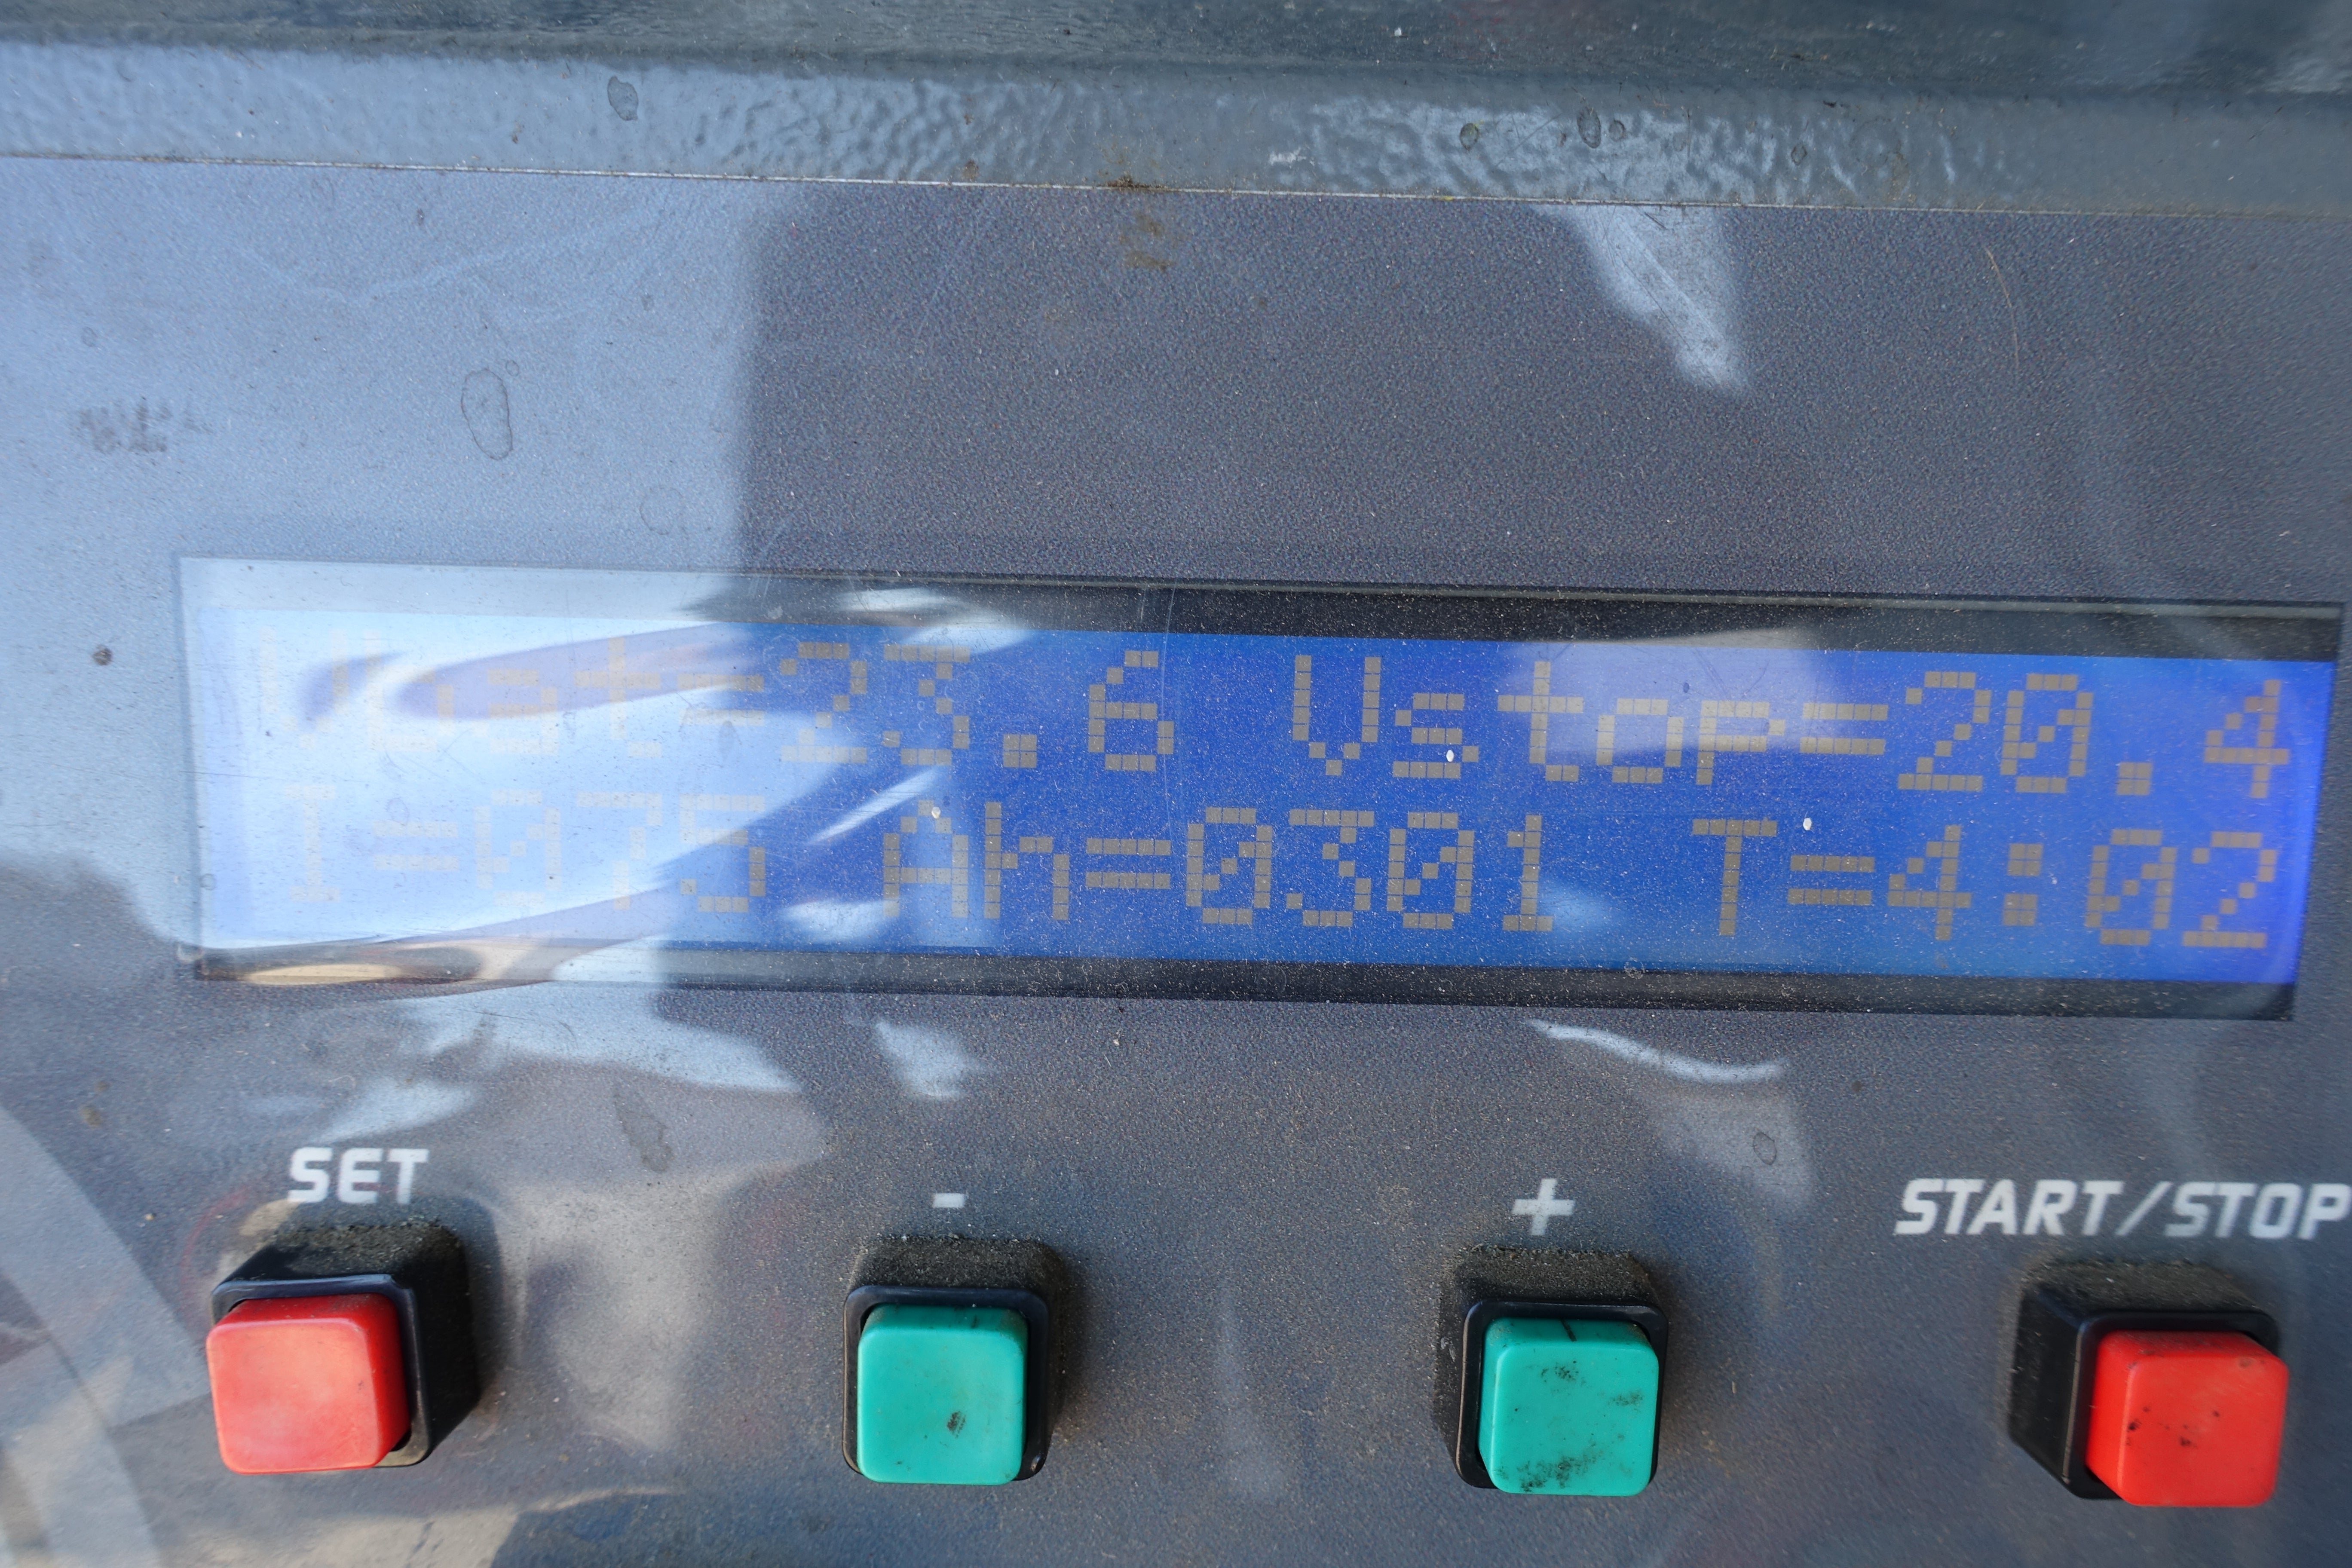 Vbat=23.6 Vstop=20.4
I=075 Ah=0301 T=4:02
SET - + START/STOP